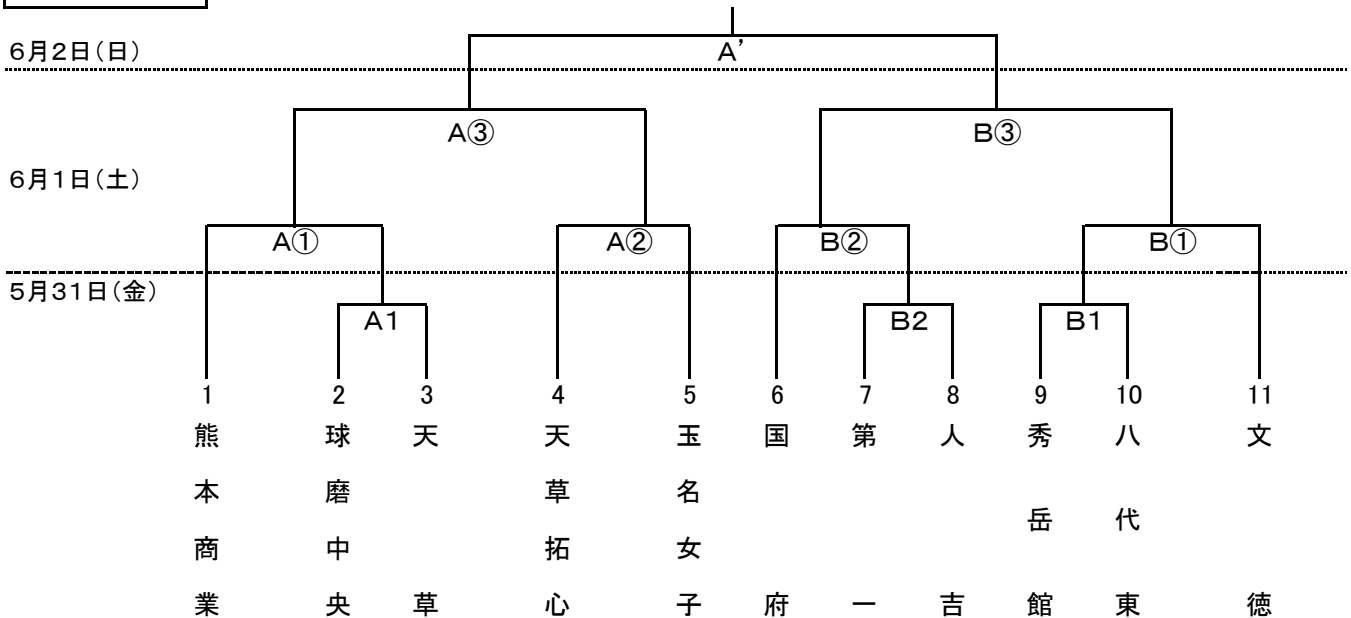 6月2日(日)
A’
A③
B③
6月1日(土)
A①
A②
B②
B①
5月31日(金)
A1
B2
B1
1
2
3
4
5
6
7
8
9
10
11
熊本商業
球磨中央
天草
天草拓心
玉名女子
国府
第一
人吉
秀岳館
八代東
文徳